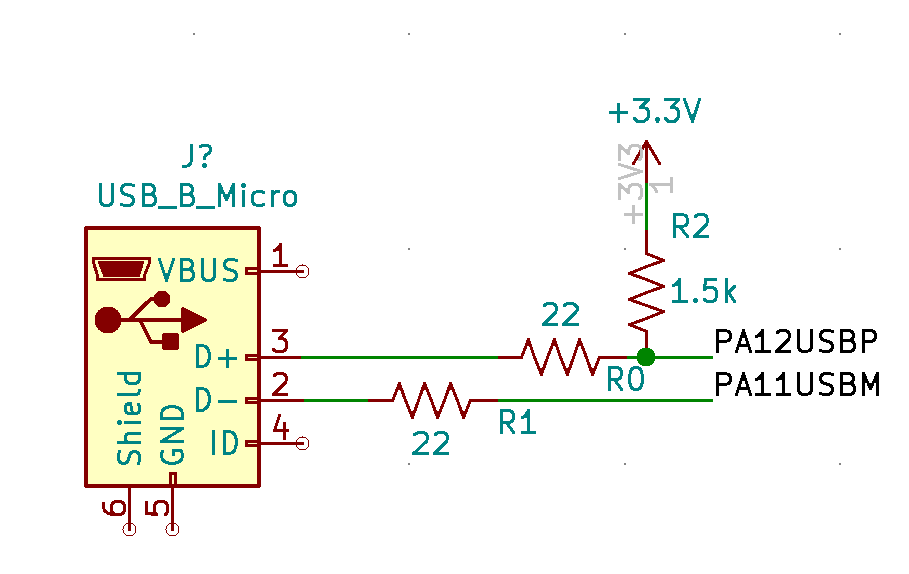 +3.3V
+3V3
1
J?
USB_B_Micro
R2
1
VBUS
1.5k
22
3
D+
PA12USBP
R0
2
D-
PA11USBM
R1
4
ID
22
Shield
GND
6
5